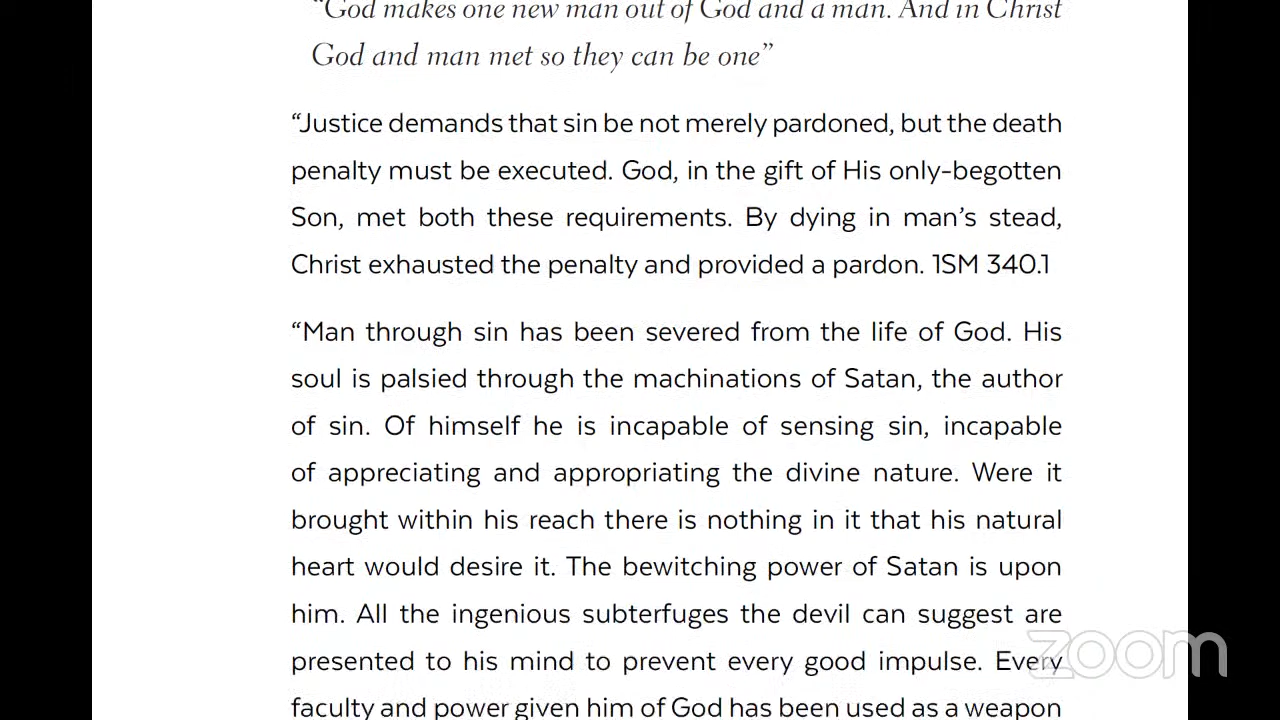 “God makes one new man out of God and a man. And in Christ
God and man met so they can be one”
“Justice demands that sin be not merely pardoned, but the death
penalty must be executed. God, in the gift of His only-begotten
Son, met both these requirements. By dying in man’s stead,
Christ exhausted the penalty and provided a pardon. 1SM 340.1
“Man through sin has been severed from the life of God. His
soul is palsied through the machinations of Satan, the author
of sin. Of himself he is incapable of sensing sin, incapable
of appreciating and appropriating the divine nature. Were it
brought within his reach there is nothing in it that his natural
heart would desire it. The bewitching power of Satan is upon
him. All the ingenious subterfuges the devil can suggest are
presented to his mind to prevent every good impulse. Every
faculty and power given him of God has been used as a weapon
zoom